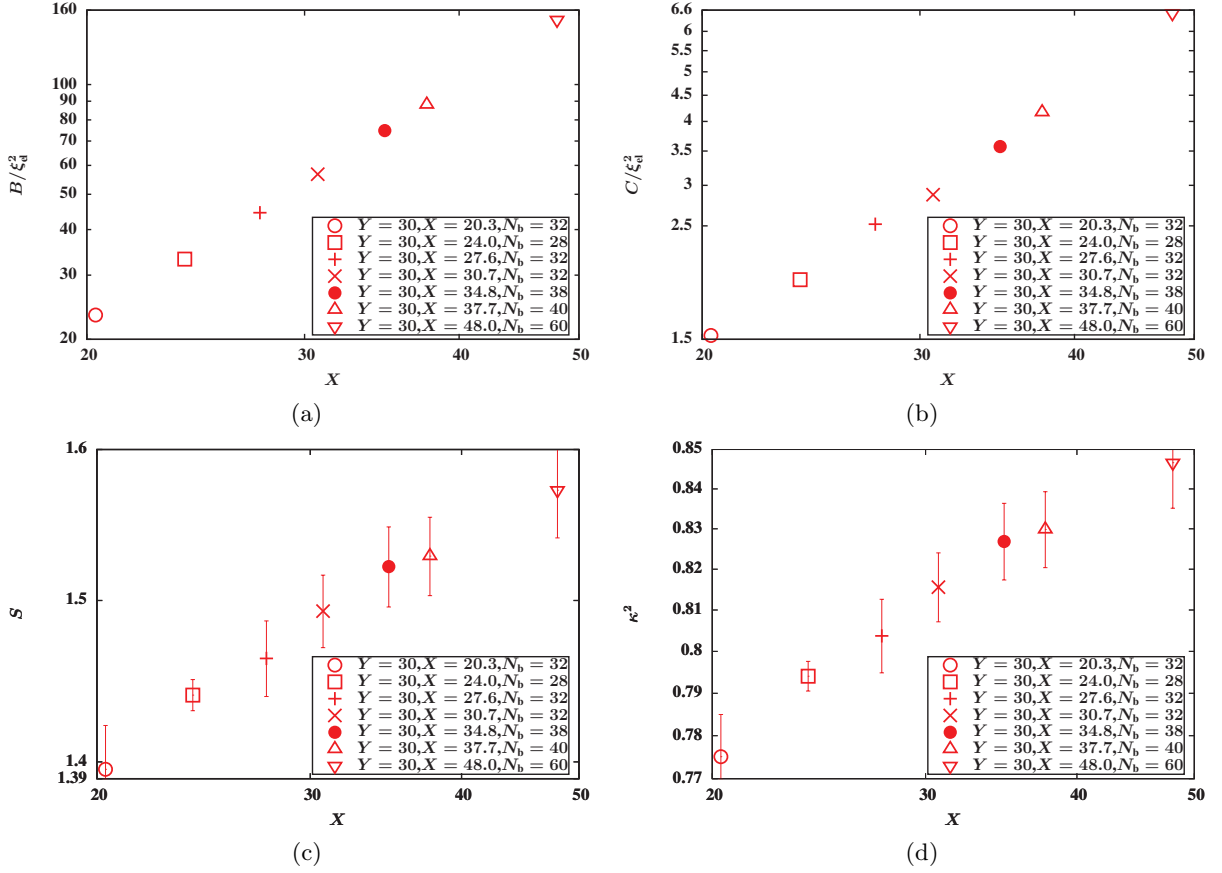 160
100
90
80
70
60
50
40
30
20
B/ξ²el
20 30 40 50
X
Y = 30,X = 20.3,Nb = 32
Y = 30,X = 24.0,Nb = 28
Y = 30,X = 27.6,Nb = 32
Y = 30,X = 30.7,Nb = 32
Y = 30,X = 34.8,Nb = 38
Y = 30,X = 37.7,Nb = 40
Y = 30,X = 48.0,Nb = 60
(a)
6.6
6
5.5
5
4.5
4
3.5
3
2.5
1.5
C/ξ²el
20 30 40 50
X
Y = 30,X = 20.3,Nb = 32
Y = 30,X = 24.0,Nb = 28
Y = 30,X = 27.6,Nb = 32
Y = 30,X = 30.7,Nb = 32
Y = 30,X = 34.8,Nb = 38
Y = 30,X = 37.7,Nb = 40
Y = 30,X = 48.0,Nb = 60
(b)
1.6
1.5
1.4
1.39
S
20 30 40 50
X
Y = 30,X = 20.3,Nb = 32
Y = 30,X = 24.0,Nb = 28
Y = 30,X = 27.6,Nb = 32
Y = 30,X = 30.7,Nb = 32
Y = 30,X = 34.8,Nb = 38
Y = 30,X = 37.7,Nb = 40
Y = 30,X = 48.0,Nb = 60
(c)
0.85
0.84
0.83
0.82
0.81
0.8
0.79
0.78
0.77
κ²
20 30 40 50
X
Y = 30,X = 20.3,Nb = 32
Y = 30,X = 24.0,Nb = 28
Y = 30,X = 27.6,Nb = 32
Y = 30,X = 30.7,Nb = 32
Y = 30,X = 34.8,Nb = 38
Y = 30,X = 37.7,Nb = 40
Y = 30,X = 48.0,Nb = 60
(d)